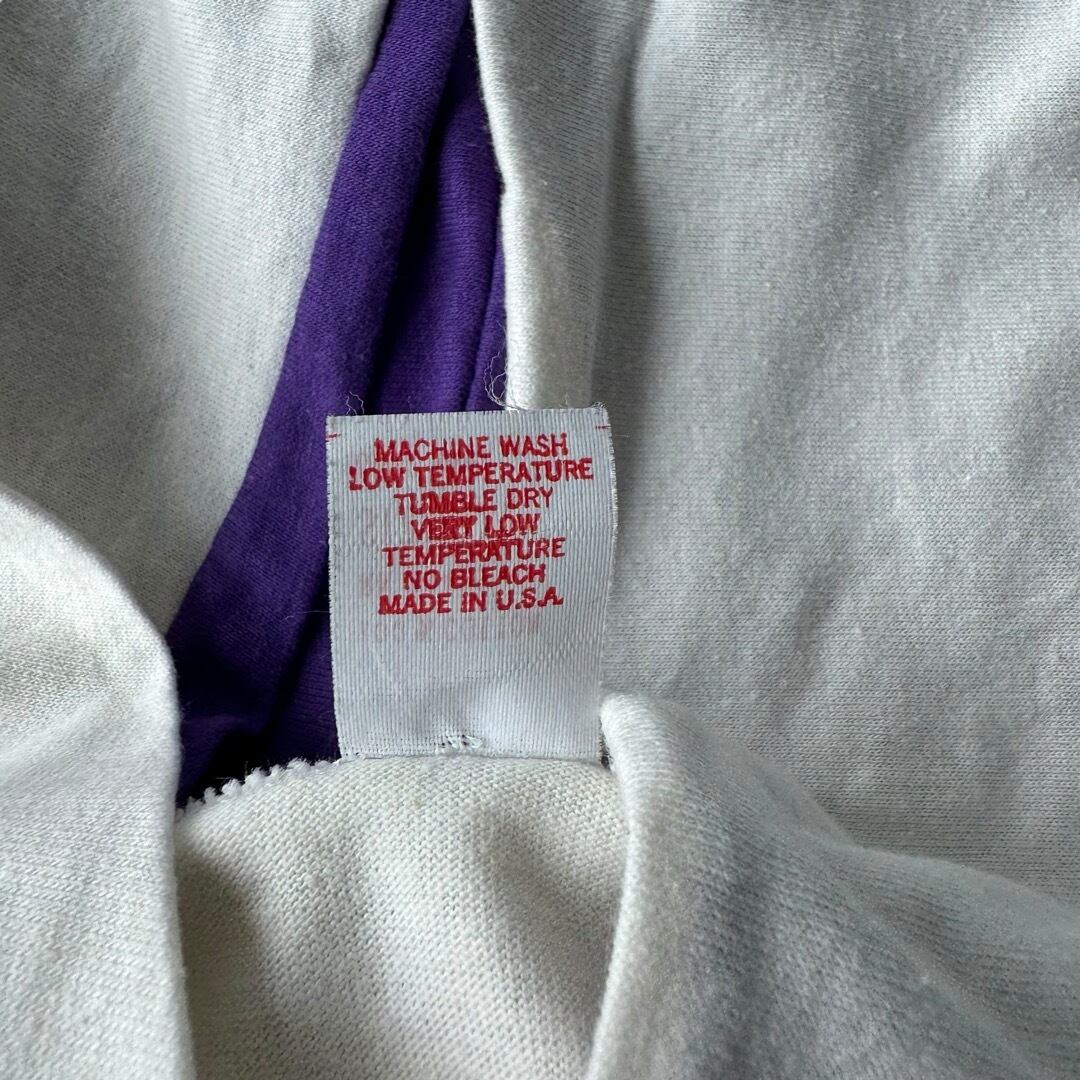 MACHINE WASH
LOW TEMPERATURE
TUMBLE DRY
VERY LOW
TEMPERATURE
NO BLEACH
MADE IN U.S.A.